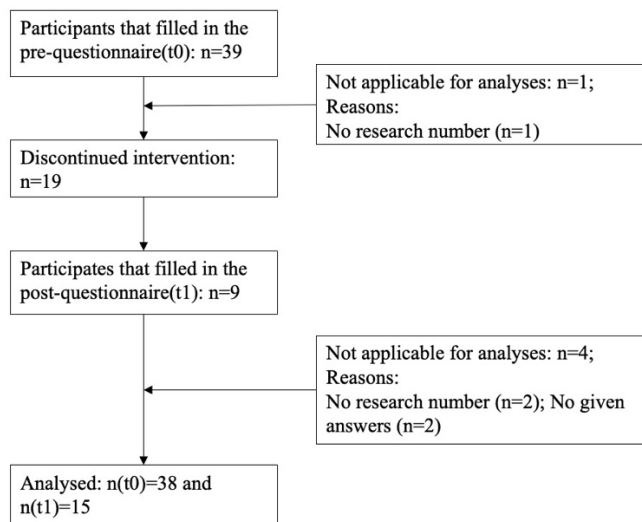 Participants that filled in the
pre-questionnaire(t0): n=39
Not applicable for analyses: n=1;
Reasons:
No research number (n=1)
Discontinued intervention:
n=19
Participates that filled in the
post-questionnaire(t1): n=9
Not applicable for analyses: n=4;
Reasons:
No research number (n=2); No given
answers (n=2)
Analysed: n(t0)=38 and
n(t1)=15